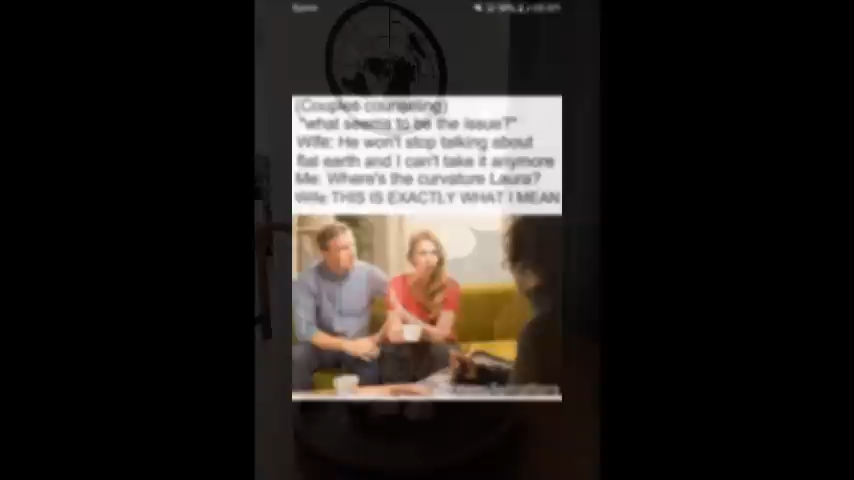 (Couples counseling)
"what seems to be the issue?"
Wife: He won't stop talking about
flat earth and I can't take it anymore
Me: Where's the curvature Laura?
Wife: THIS IS EXACTLY WHAT I MEAN